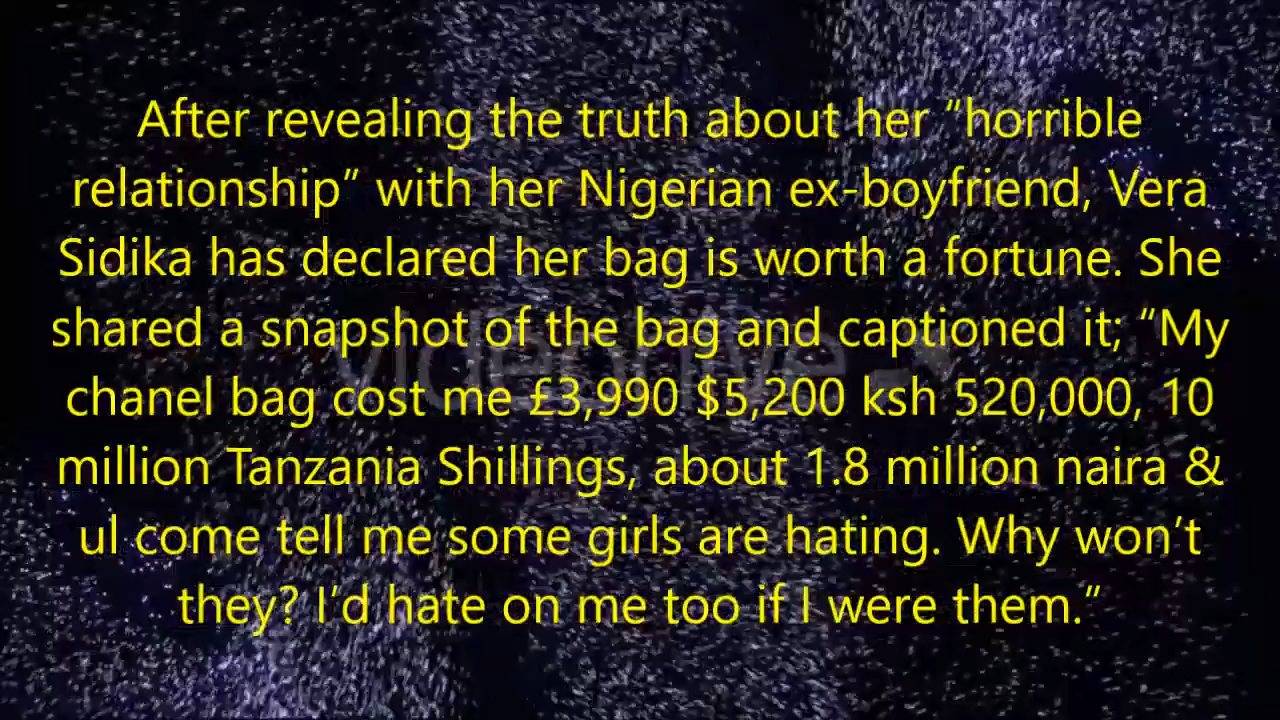 After revealing the truth about her “horrible
relationship” with her Nigerian ex-boyfriend, Vera
Sidika has declared her bag is worth a fortune. She
shared a snapshot of the bag and captioned it; “My
videohive
chanel bag cost me £3,990 $5,200 ksh 520,000, 10
million Tanzania Shillings, about 1.8 million naira &
ul come tell me some girls are hating. Why won’t
they? I’d hate on me too if I were them.”